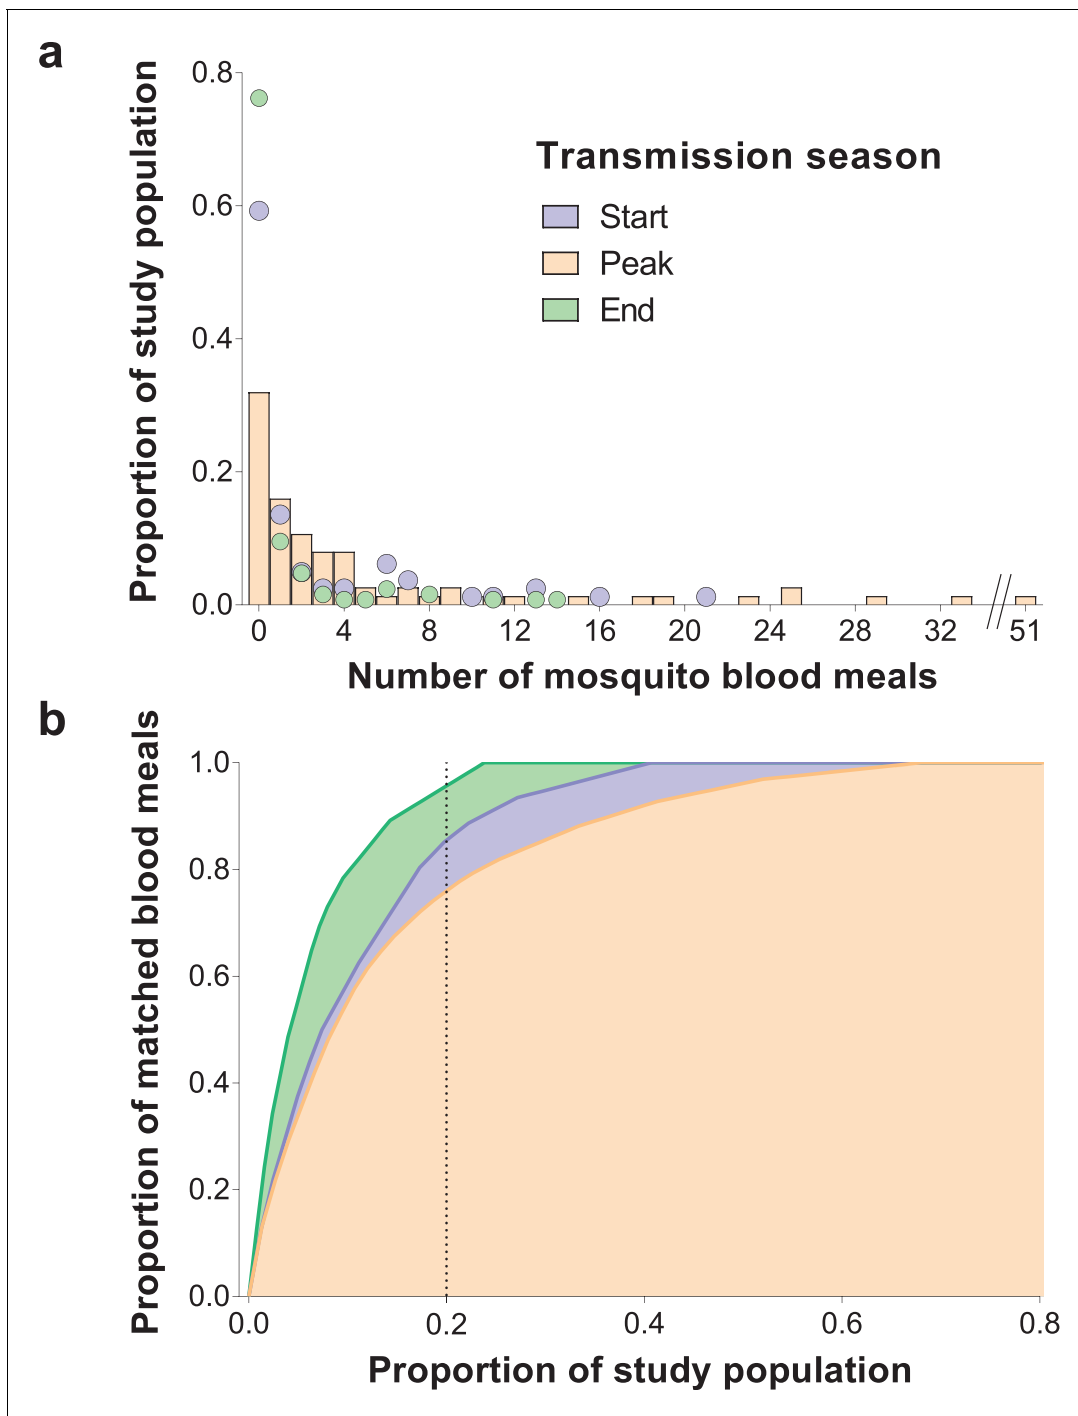 a
Proportion of study population
0.8
0.6
0.4
0.2
0.0
Transmission season
Start
Peak
End
0 4 8 12 16 20 24 28 32 51
Number of mosquito blood meals
b
Proportion of matched blood meals
1.0
0.8
0.6
0.4
0.2
0.0
0.0 0.2 0.4 0.6 0.8
Proportion of study population